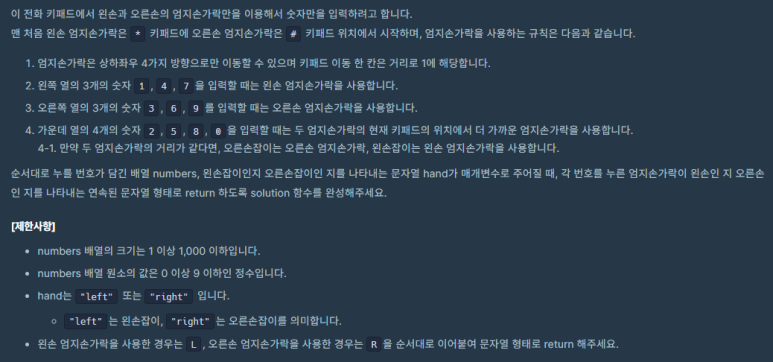 이 전화 키패드에서 왼손과 오른손의 엄지손가락만을 이용해서 숫자만을 입력하려고 합니다.
맨 처음 왼손 엄지손가락은 * 키패드에 오른손 엄지손가락은 # 키패드 위치에서 시작하며, 엄지손가락을 사용하는 규칙은 다음과 같습니다.
1. 엄지손가락은 상하좌우 4가지 방향으로만 이동할 수 있으며 키패드 이동 한 칸은 거리로 1에 해당합니다.
2. 왼쪽 열의 3개의 숫자 1, 4, 7을 입력할 때는 왼손 엄지손가락을 사용합니다.
3. 오른쪽 열의 3개의 숫자 3, 6, 9를 입력할 때는 오른손 엄지손가락을 사용합니다.
4. 가운데 열의 4개의 숫자 2, 5, 8, 0을 입력할 때는 두 엄지손가락의 현재 키패드의 위치에서 더 가까운 엄지손가락을 사용합니다.
4-1. 만약 두 엄지손가락의 거리가 같다면, 오른손잡이는 오른손 엄지손가락, 왼손잡이는 왼손 엄지손가락을 사용합니다.
순서대로 누를 번호가 담긴 배열 numbers, 왼손잡이인지 오른손잡이인 지를 나타내는 문자열 hand가 매개변수로 주어질 때, 각 번호를 누른 엄지손가락이 왼손인 지 오른손
인 지를 나타내는 연속된 문자열 형태로 return 하도록 solution 함수를 완성해주세요.
[제한사항]
• numbers 배열의 크기는 1 이상 1,000 이하입니다.
• numbers 배열 원소의 값은 0 이상 9 이하인 정수입니다.
• hand는 "left" 또는 "right" 입니다.
◦ "left"는 왼손잡이, "right"는 오른손잡이를 의미합니다.
• 왼손 엄지손가락을 사용한 경우는 L, 오른손 엄지손가락을 사용한 경우는 R을 순서대로 이어붙여 문자열 형태로 return 해주세요.